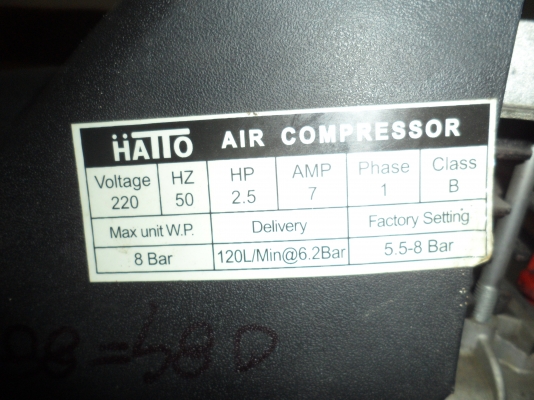 HATTO AIR COMPRESSOR
Voltage HZ HP AMP Phase Class
220 50 2.5 7 1 B
Max unit W.P. Delivery Factory Setting
8 Bar 120L/Min@6.2Bar 5.5-8 Bar